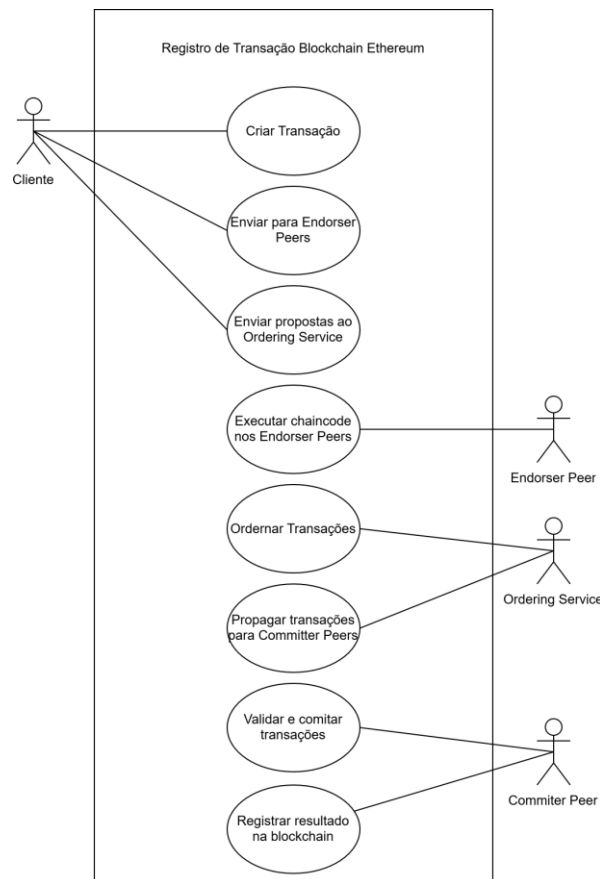 Registro de Transação Blockchain Ethereum
Criar Transação
Cliente
Enviar para Endorser
Peers
Enviar propostas ao
Ordering Service
Executar chaincode
nos Endorser Peers
Endorser Peer
Ordernar Transações
Ordering Service
Propagar transações
para Committer Peers
Validar e comitar
transações
Commiter Peer
Registrar resultado
na blockchain